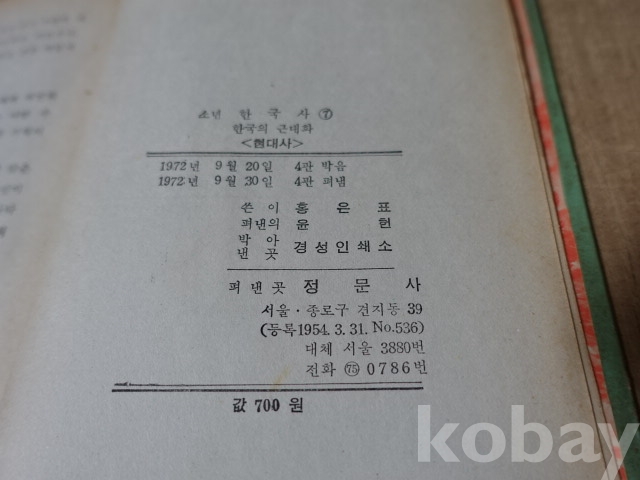 소년 한국사 ⑦
한국의 근대화
<현대사>
1972년 9월 20일 4판 박음
1972년 9월 30일 4판 펴냄
쓴 이 홍은표
펴낸의 윤헌
박아낸 곳 경성인쇄소
펴낸곳 정문사
서울·종로구 견지동 39
(등록1954. 3. 31. No.536)
대체 서울 3880번
전화 ㊆ 0786번
값 700 원
kobay